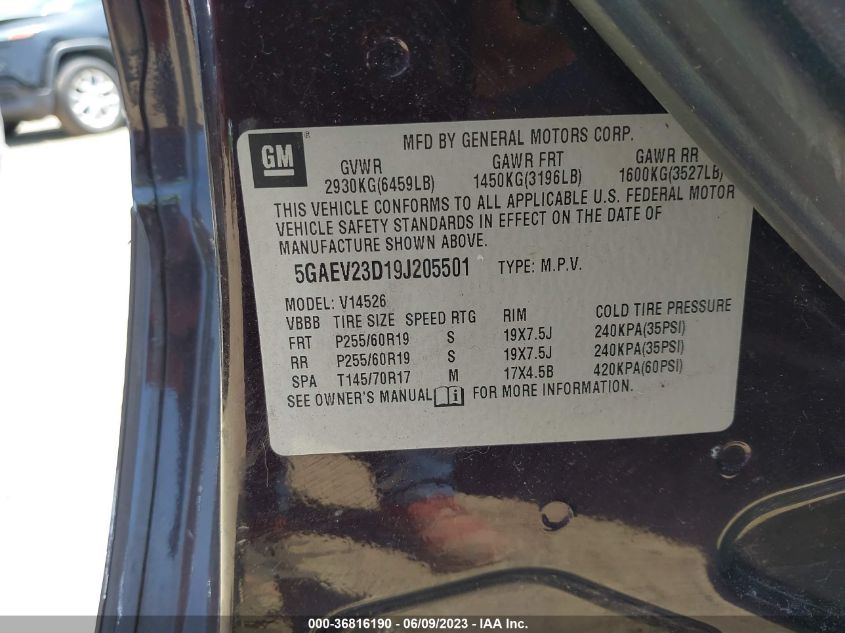 MFD BY GENERAL MOTORS CORP.
GM ®
GVWR GAWR FRT GAWR RR
2930KG(6459LB) 1450KG(3196LB) 1600KG(3527LB)
THIS VEHICLE CONFORMS TO ALL APPLICABLE U.S. FEDERAL MOTOR
VEHICLE SAFETY STANDARDS IN EFFECT ON THE DATE OF
MANUFACTURE SHOWN ABOVE.
5GAEV23D19J205501 TYPE: M.P.V.
MODEL: V14526
VBBB TIRE SIZE SPEED RTG RIM COLD TIRE PRESSURE
FRT P255/60R19 S 19X7.5J 240KPA(35PSI)
RR P255/60R19 S 19X7.5J 240KPA(35PSI)
SPA T145/70R17 M 17X4.5B 420KPA(60PSI)
SEE OWNER'S MANUAL i FOR MORE INFORMATION.
000-36816190 - 06/09/2023 - IAA Inc.